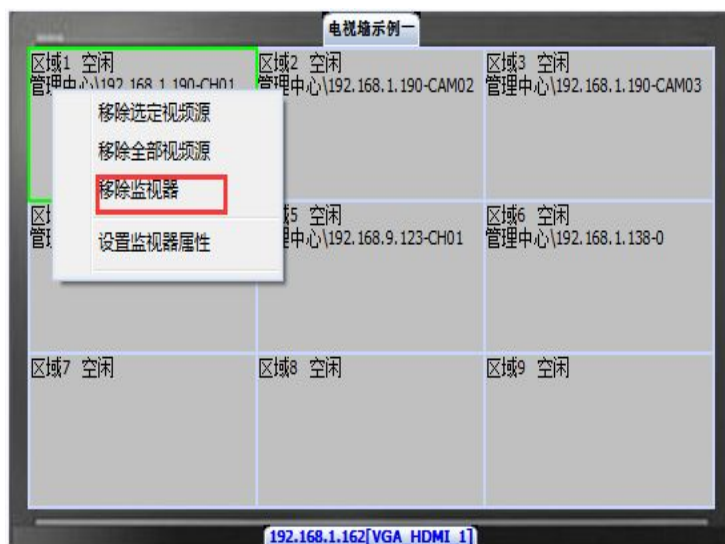 电视墙示例一
区域1 空闲
管理中心\192.168.1.190-CH01
区域2 空闲
管理中心\192.168.1.190-CAM02
区域3 空闲
管理中心\192.168.1.190-CAM03
移除选定视频源
移除全部视频源
移除监视器
设置监视器属性
5 空闲
中心\192.168.9.123-CH01
区域6 空闲
管理中心\192.168.1.138-0
区域7 空闲
区域8 空闲
区域9 空闲
192.168.1.162[VGA_HDMI_1]